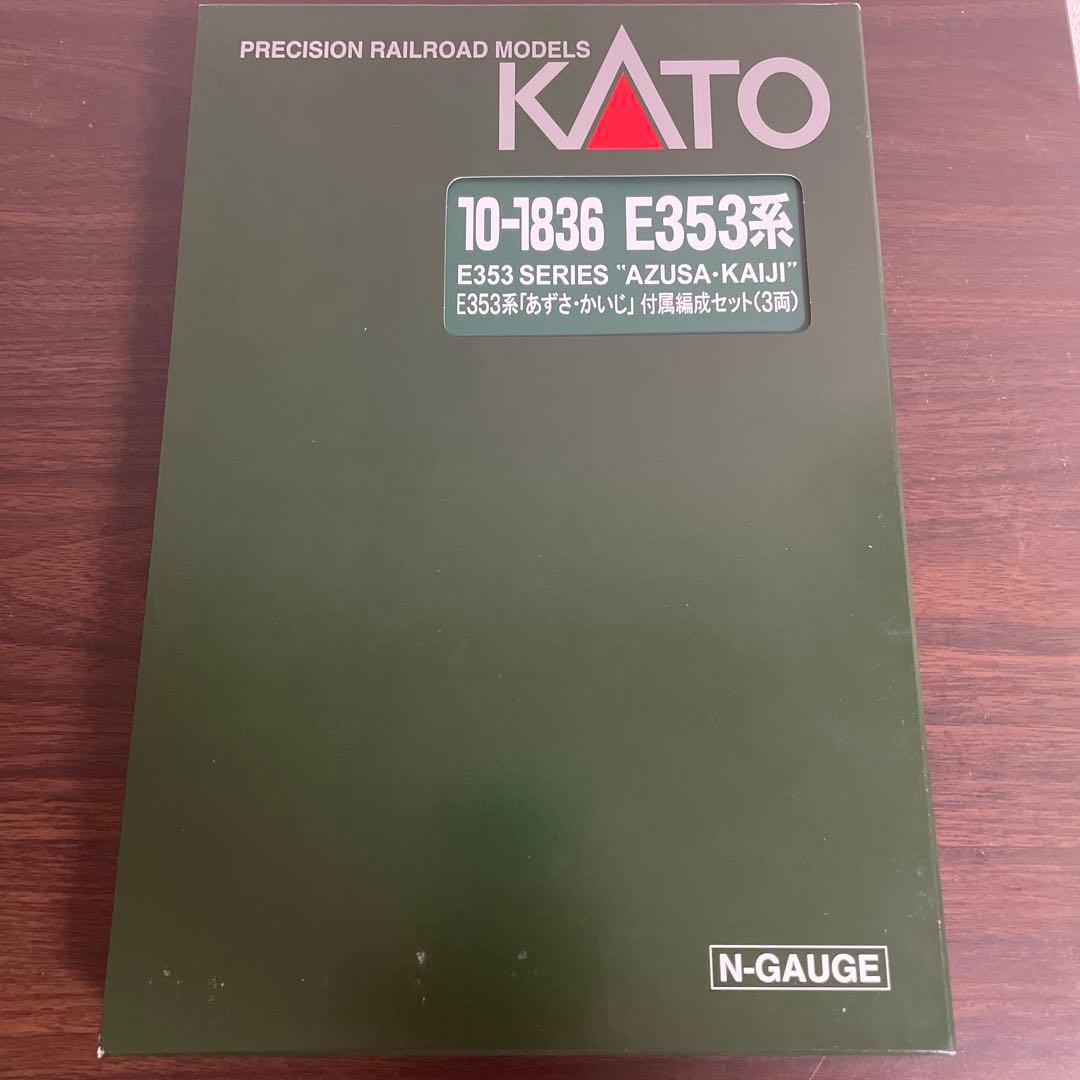 PRECISION RAILROAD MODELS
KATO
10-1836 E353系
E353 SERIES "AZUSA・KAIJI"
E353系「あずさ・かいじ」付属編成セット(3両)
N-GAUGE